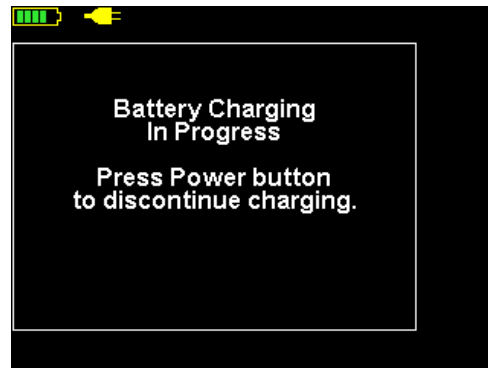 Battery Charging
In Progress
Press Power button
to discontinue charging.